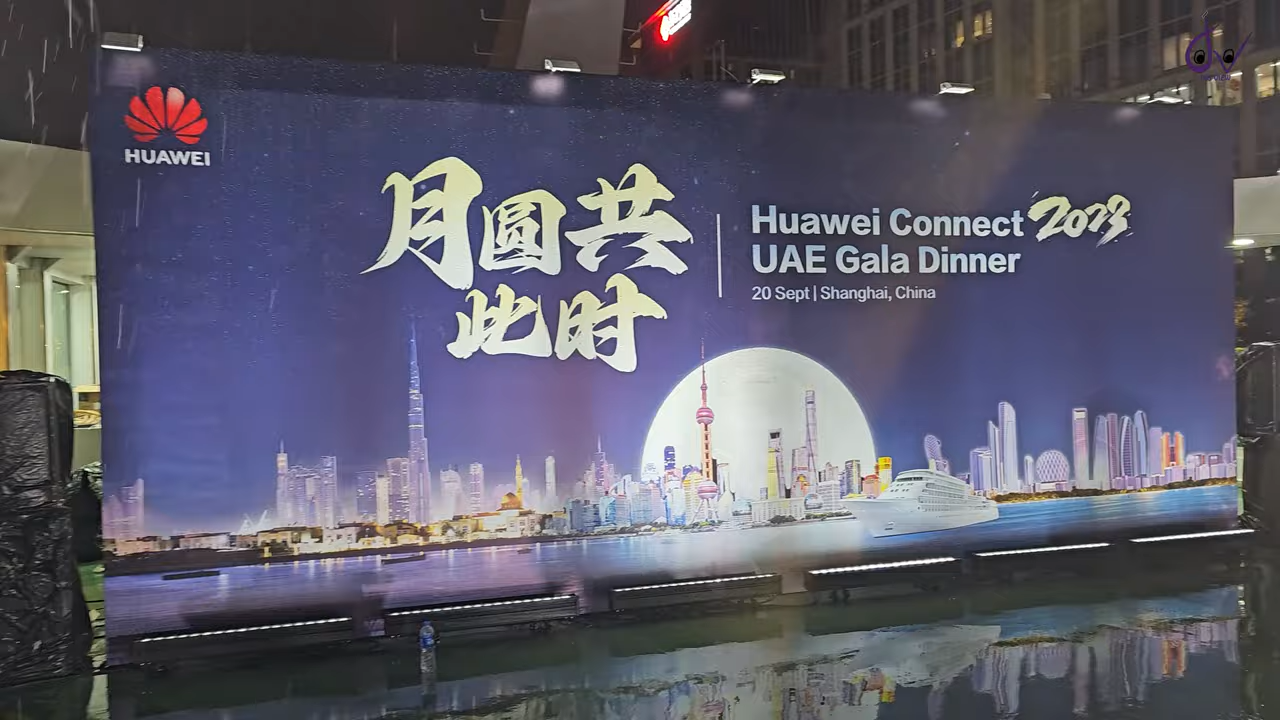 HUAWEI
月圆共
此时
Huawei Connect 2023
UAE Gala Dinner
20 Sept | Shanghai, China